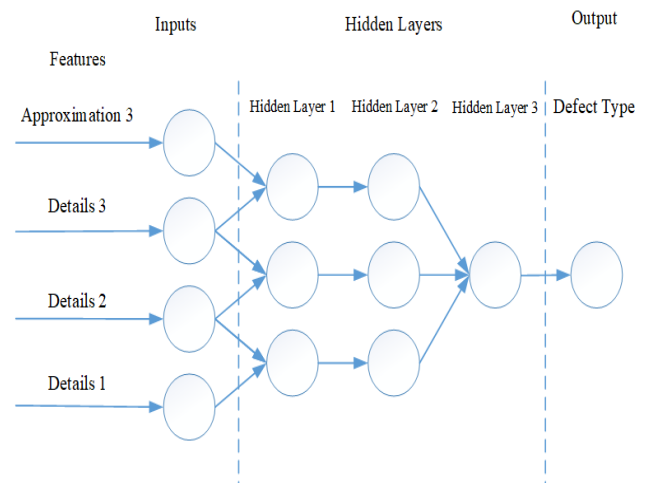 Inputs
Hidden Layers
Output
Features
Approximation 3
Hidden Layer 1
Hidden Layer 2
Hidden Layer 3
Defect Type
Details 3
Details 2
Details 1